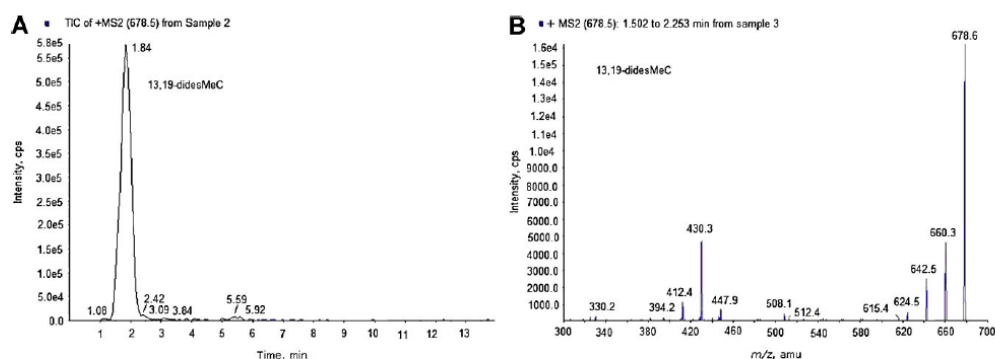 A
TIC of +MS2 (678.5) from Sample 2
5.8e5
5.0e5
4.5e5
4.0e5
3.5e5
3.0e5
2.5e5
2.0e5
1.5e5
1.0e5
5.0e4
0.0
Intensity, cps
1.84
13,19-didesMeC
1.08
2.42
3.09
3.84
5.59
5.92
1 2 3 4 5 6 7 8 9 10 11 12 13
Time, min
B
+ MS2 (678.5): 1.502 to 2.253 min from sample 3
1.6e4
1.5e5
1.4e4
1.3e4
1.2e4
1.1e4
1.0e4
9000.0
8000.0
7000.0
6000.0
5000.0
4000.0
3000.0
2000.0
1000.0
Intensity, cps
13,19-didesMeC
678.6
660.3
642.5
624.5
615.4
512.4
508.1
447.9
430.3
412.4
394.2
330.2
300 380 420 460 500 540 580 620 660 700
m/z, amu